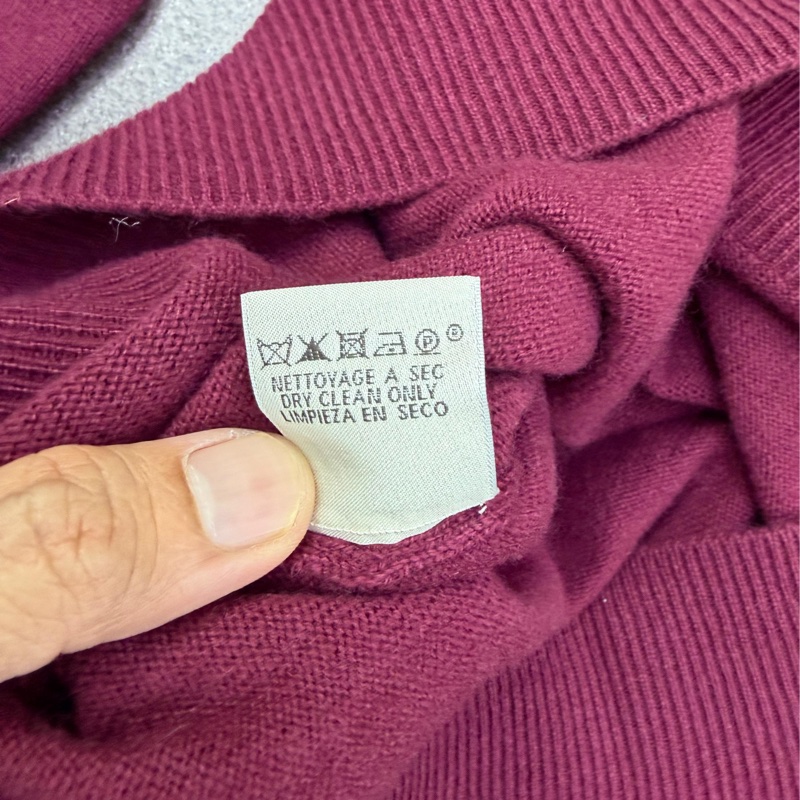 P ®
NETTOYAGE A SEC
DRY CLEAN ONLY
LIMPIEZA EN SECO